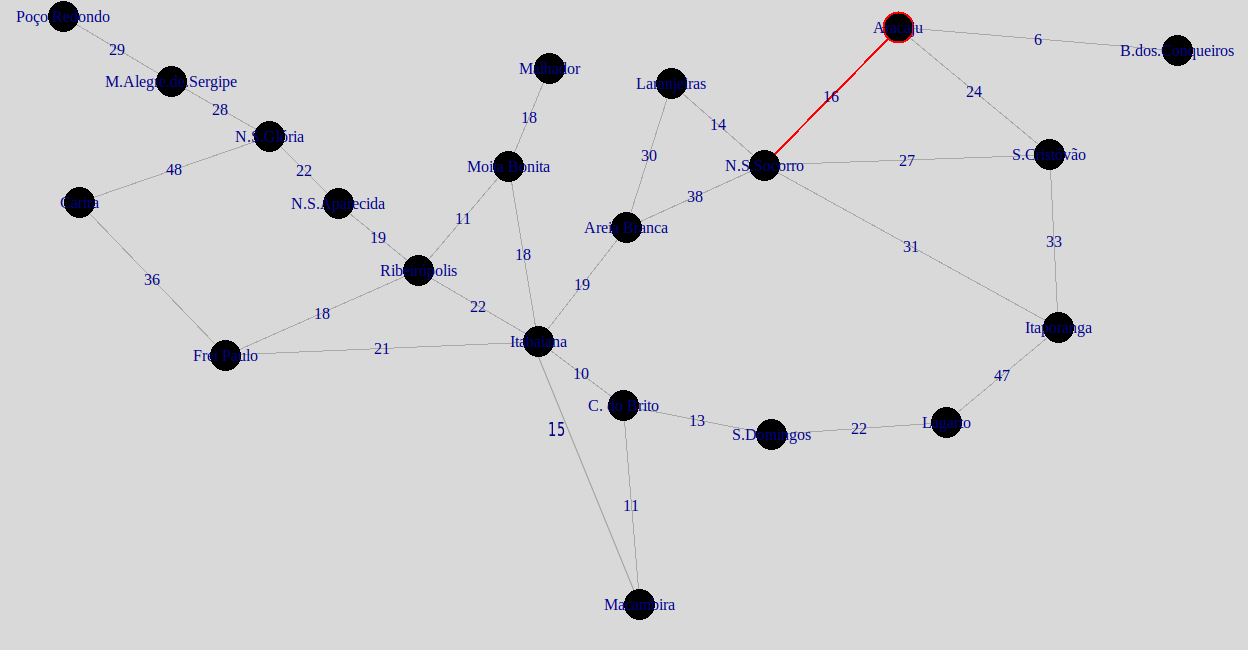 Poço Redondo
29
M.Alegre.de.Sergipe
28
N.S.Glória
48
22
Carira
N.S.Aparecida
36
19
Ribeirópolis
18
Frei Paulo
21
22
11
Malhador
18
Moita Bonita
18
Itabaiana
19
Areia Branca
30
38
Laranjeiras
14
N.S.Socorro
16
Aracaju
6
B.dos.Coqueiros
24
27
S.Cristóvão
31
33
Itaporanga
47
Lagarto
22
S.Domingos
13
C. do Brito
10
15
11
Macambira